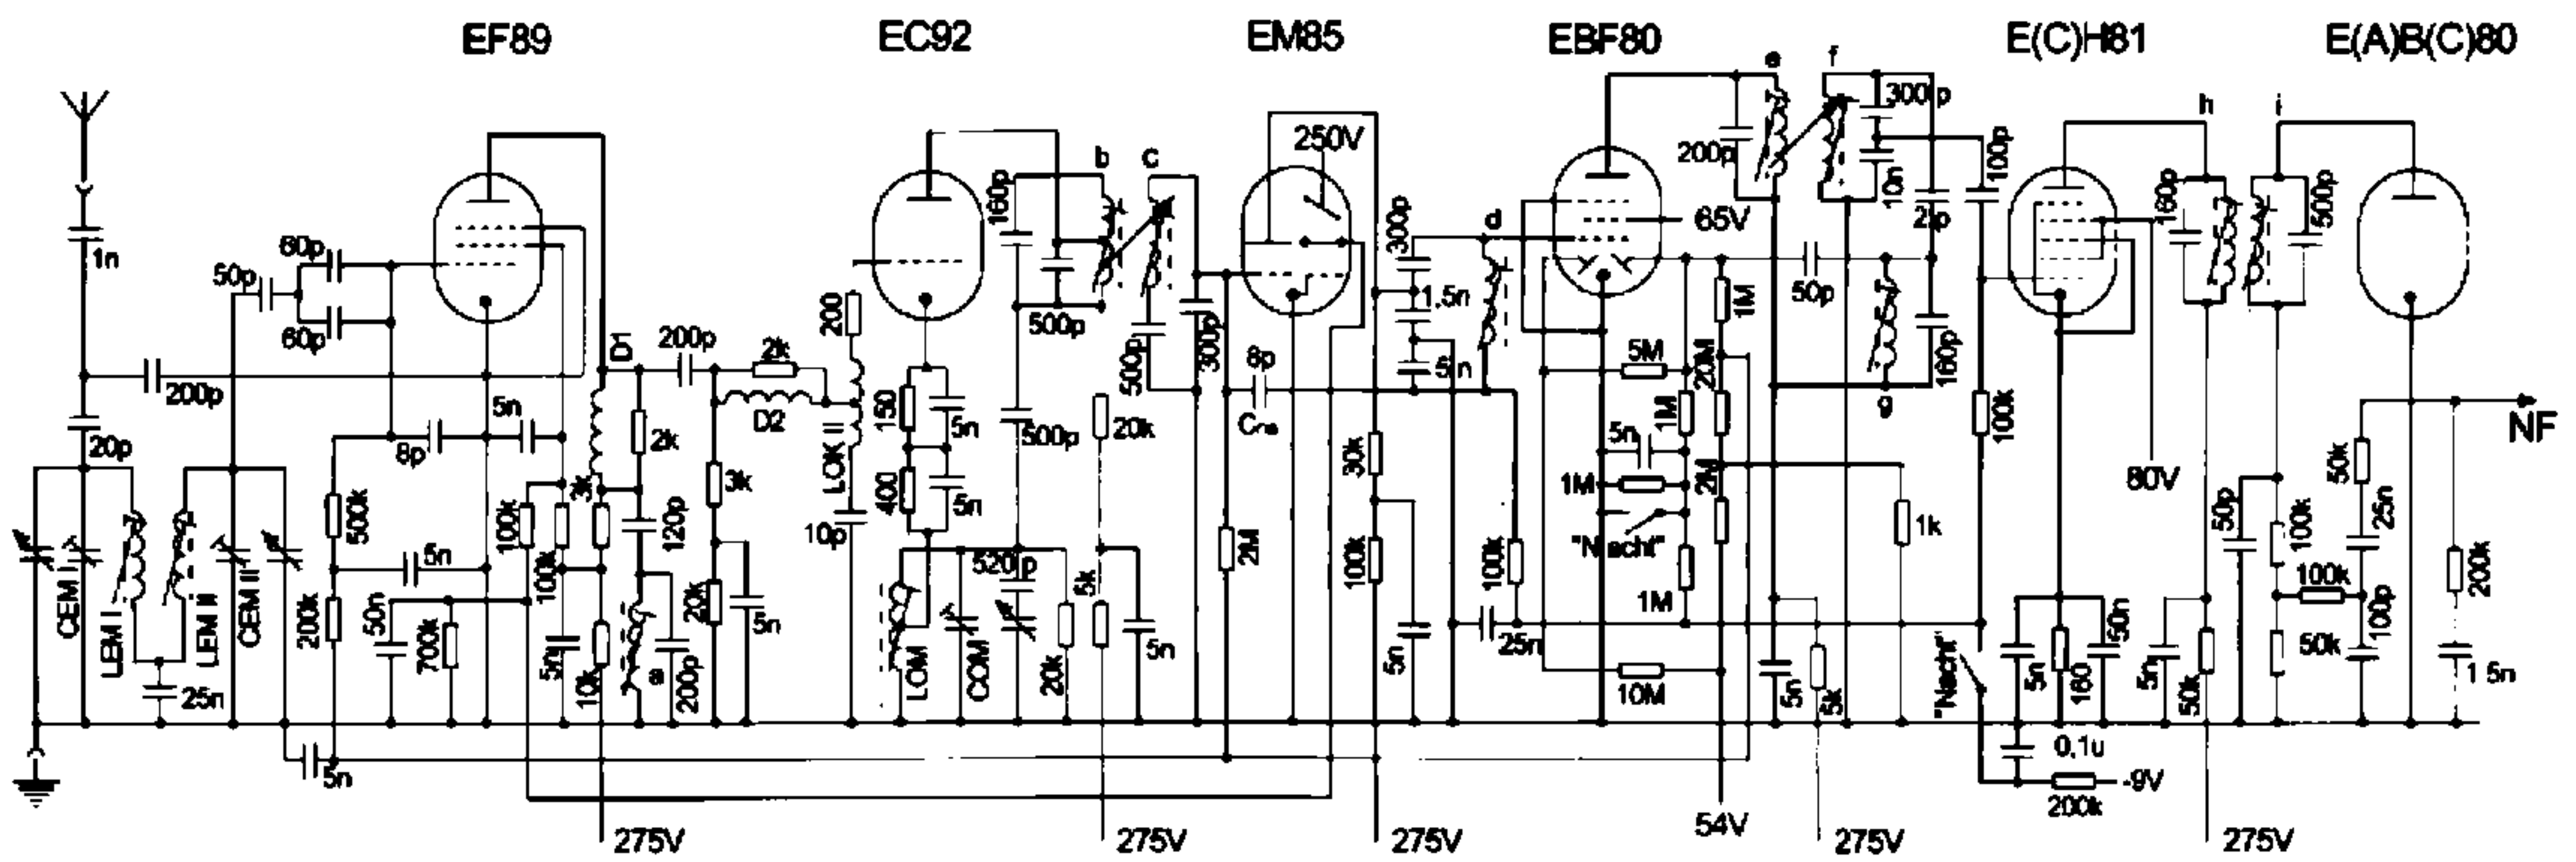 EF89
EC92
EM85
EBF80
E(C)H81
E(A)B(C)80
1n
50p
60p
60p
200p
20p
8p
5n
CEM I
LEM I
LEM II
CEM II
25n
500k
200k
5n
5n
50n
700k
100k
100k
5n
3k
10k
D1
2k
120p
a
200p
200p
2k
D2
3k
20k
5n
200
LOK II
10p
150
5n
400
5n
LOM
COM
520p
20k
160p
500p
500p
b
c
20k
5k
5n
500p
300p
250V
8p
2M
30k
100k
5n
300p
1,5n
5n
d
100k
25n
65V
5M
1M
5n
1M
"Nacht"
1M
10M
1M
20M
2M
54V
200p
e
f
300p
10n
2p
50p
g
160p
5n
5k
1k
100p
100k
"Nacht"
80V
5n
160
50n
0,1u
200k
-9V
h
i
160p
500p
5n
50k
50p
100k
100k
50k
50k
25n
100p
200k
1,5n
NF
275V
275V
275V
275V
275V